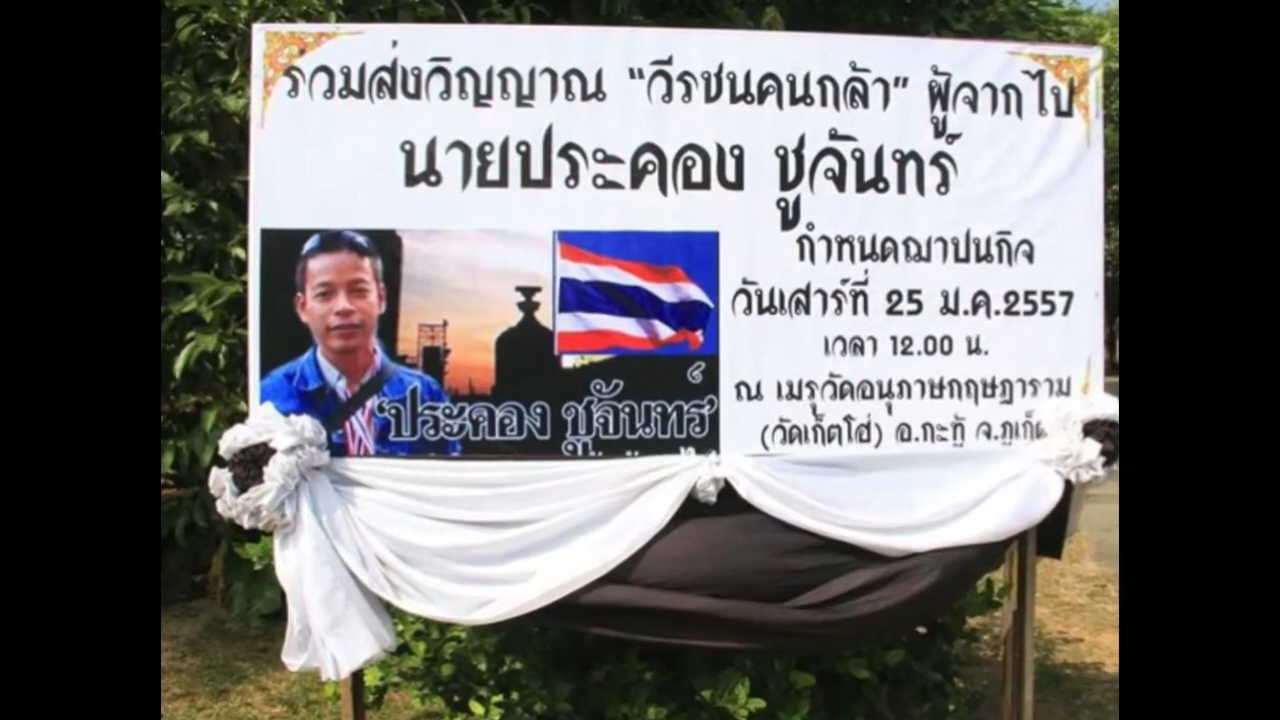 ร่วมส่งวิญญาณ “วีรชนคนกล้า” ผู้จากไป
นายประคอง ชูจันทร์
กำหนดฌาปนกิจ
วันเสาร์ที่ 25 ม.ค.2557
เวลา 12.00 น.
ณ เมรุวัดอนุภาษกฤษฎาราม
(วัดเก็ตโฮ่) อ.กะทู้ จ.ภูเก็ต
‘ประคอง ชูจันทร์’